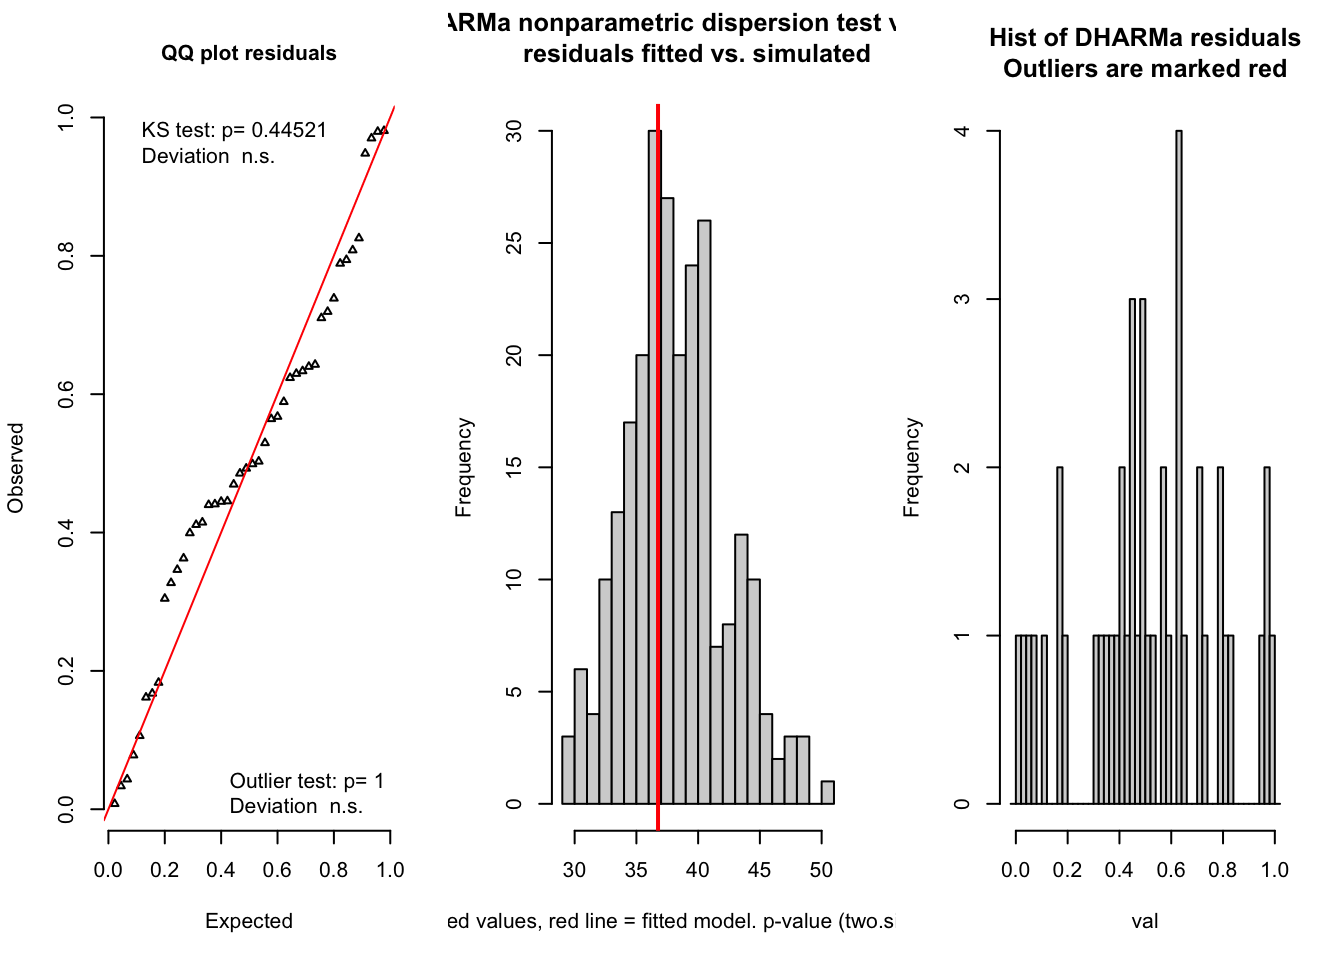 QQ plot residuals
KS test: p= 0.44521
Deviation n.s.
Outlier test: p= 1
Deviation n.s.
Observed
0.0 0.2 0.4 0.6 0.8 1.0
0.0 0.2 0.4 0.6 0.8 1.0
Expected
ARMa nonparametric dispersion test v
residuals fitted vs. simulated
Frequency
0 5 10 15 20 25 30
30 35 40 45 50
ed values, red line = fitted model. p-value (two.s
Hist of DHARMa residuals
Outliers are marked red
Frequency
0 1 2 3 4
0.0 0.2 0.4 0.6 0.8 1.0
val